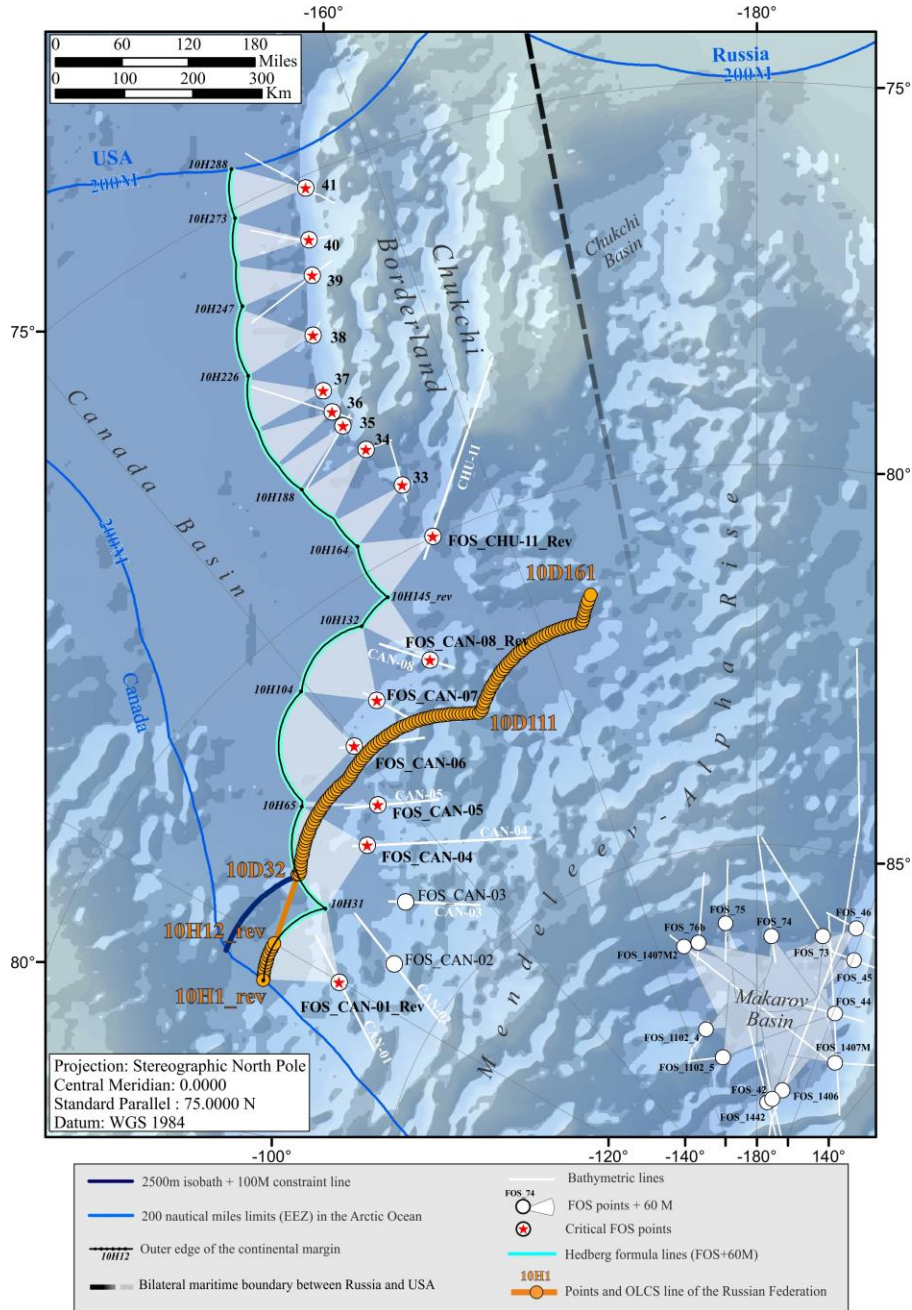 -160°
-180°
0 60 120 180
Miles
0 100 200 300
Km
Russia
200M
75°
USA
200M
10H288
41
10H273
40
39
Chukchi
Borderland
Chukchi
Basin
10H247
75°
38
10H226
37
36
35
34
33
CHU-11
80°
Canada
Basin
10H188
10H164
FOS_CHU-11_Rev
200M
Canada
10D161
10H145_rev
10H132
FOS_CAN-08_Rev
CAN-08
10H104
FOS_CAN-07
10D111
FOS_CAN-06
CAN-05
10H65
FOS_CAN-05
CAN-04
FOS_CAN-04
Mendeleev-Alpha Rise
85°
10D32
FOS_CAN-03
CAN-03
10H31
10H12_rev
FOS_CAN-02
CAN-02
80°
10H1_rev
FOS_CAN-01_Rev
CAN-01
FOS_75
FOS_74
FOS_46
FOS_76b
FOS_73
FOS_1407M2
FOS_45
FOS_44
Makarov
Basin
FOS_1102_4
FOS_1407M
FOS_1102_5
FOS_42
FOS_1406
FOS_1442
Projection: Stereographic North Pole
Central Meridian: 0.0000
Standard Parallel : 75.0000 N
Datum: WGS 1984
-100°
-120°
-140°
-160°
-180°
140°
2500m isobath + 100M constraint line
200 nautical miles limits (EEZ) in the Arctic Ocean
10H12
Outer edge of the continental margin
Bilateral maritime boundary between Russia and USA
Bathymetric lines
FOS_74
FOS points + 60 M
Critical FOS points
Hedberg formula lines (FOS+60M)
10H1
Points and OLCS line of the Russian Federation